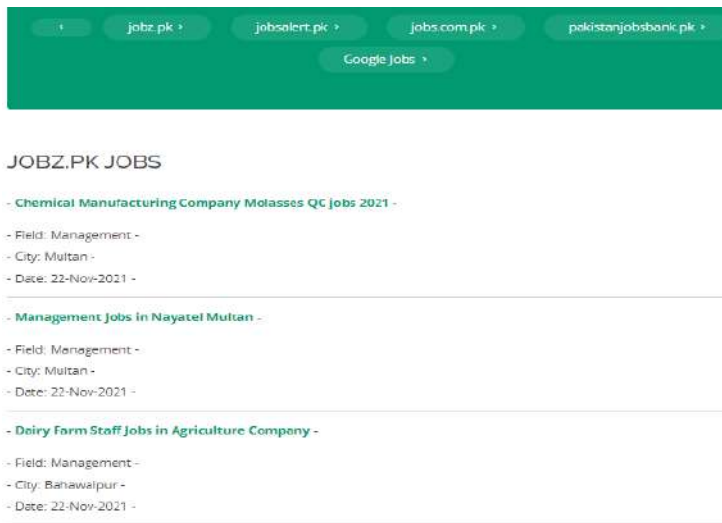 jobz.pk ›
jobsalert.pk ›
jobs.com.pk ›
pakistanjobsbank.pk ›
Google Jobs ›
JOBZ.PK JOBS
- Chemical Manufacturing Company Molasses QC jobs 2021 -
- Field: Management -
- City: Multan -
- Date: 22-Nov-2021 -
- Management Jobs in Nayatel Multan -
- Field: Management -
- City: Multan -
- Date: 22-Nov-2021 -
- Dairy Farm Staff Jobs in Agriculture Company -
- Field: Management -
- City: Bahawalpur -
- Date: 22-Nov-2021 -